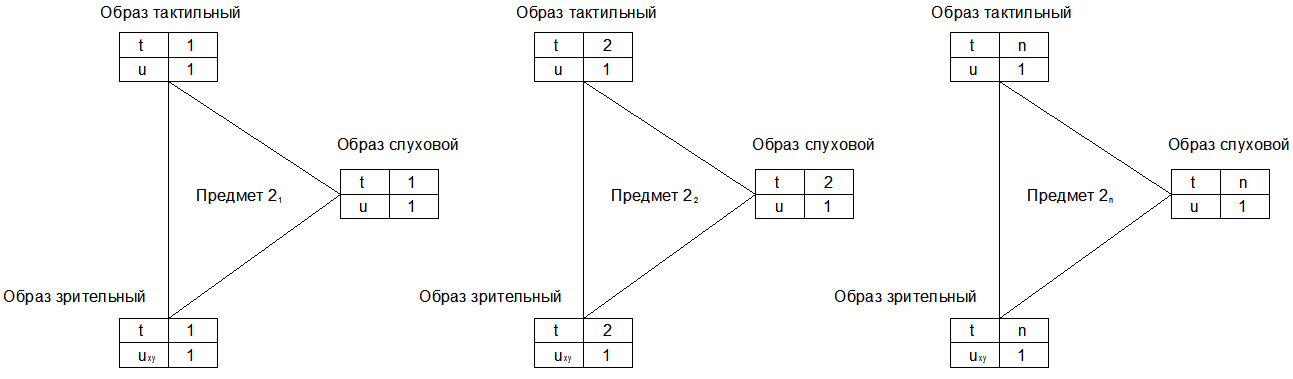 Образ тактильный Образ тактильный Образ тактильный
t 1 t 2 t n
u 1 u 1 u 1
Образ слуховой Образ слуховой Образ слуховой
t 1 t 2 t n
Предмет 2₁ Предмет 2₂ Предмет 2ₙ
u 1 u 1 u 1
Образ зрительный Образ зрительный Образ зрительный
t 1 t 2 t n
uxy 1 uxy 1 uxy 1